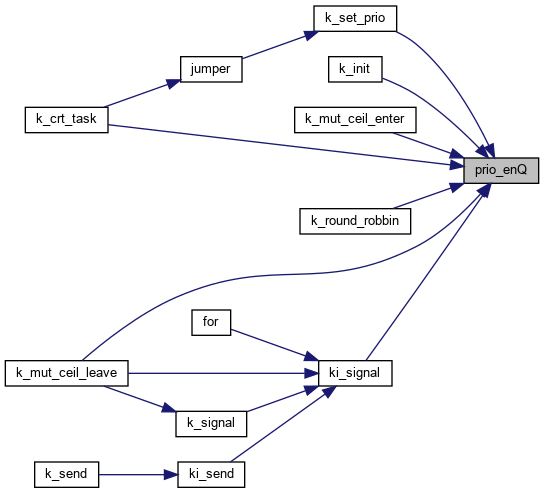 k_set_prio
jumper
k_init
k_crt_task
k_mut_ceil_enter
prio_enQ
k_round_robbin
for
k_mut_ceil_leave
ki_signal
k_signal
k_send
ki_send